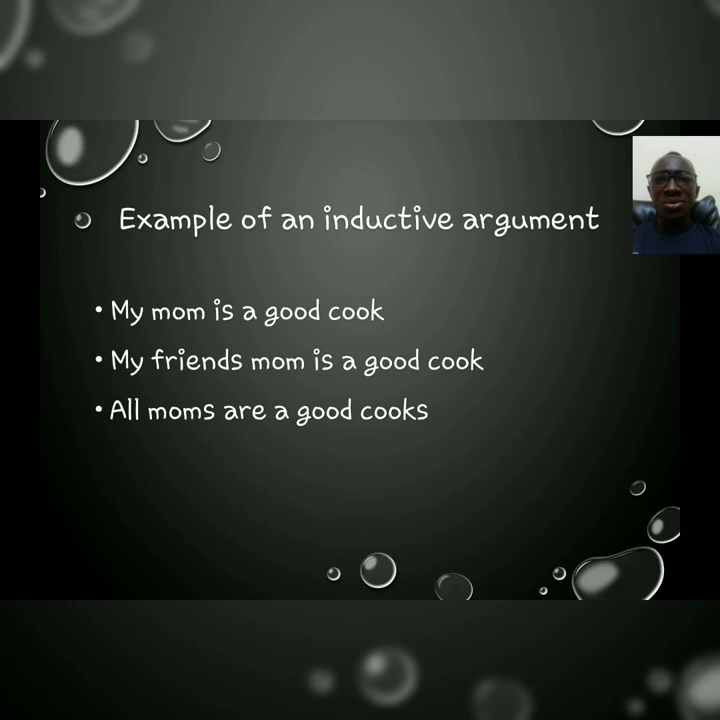 Example of an inductive argument
• My mom is a good cook
• My friends mom is a good cook
• All moms are a good cooks